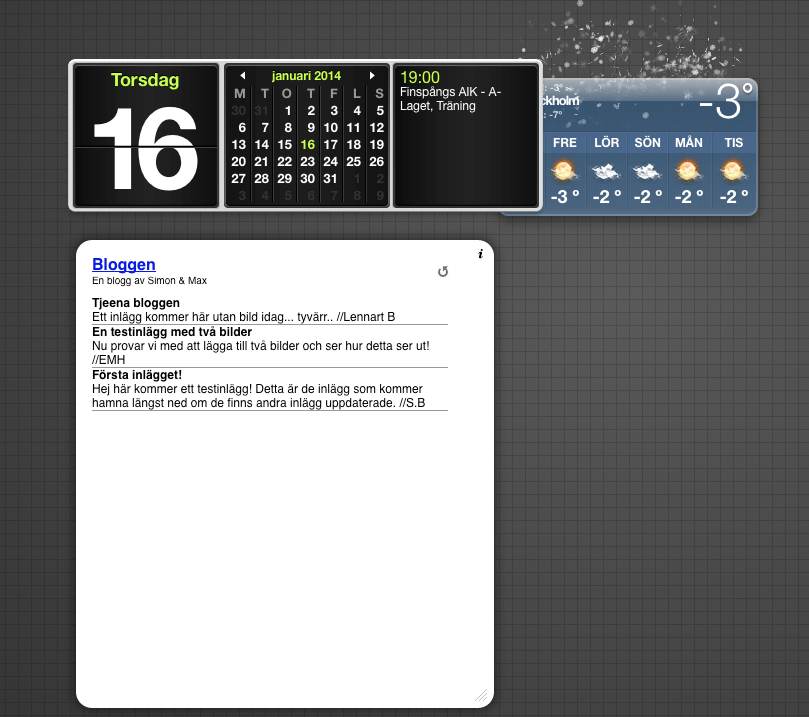 Torsdag
16
januari 2014
M T O T F L S
30 31 1 2 3 4 5
6 7 8 9 10 11 12
13 14 15 16 17 18 19
20 21 22 23 24 25 26
27 28 29 30 31 1 2
3 4 5 6 7 8 9
19:00
Finspångs AIK - A-
Laget, Träning
: -3°
ckholm
: -7°
-3°
FRE LÖR SÖN MÅN TIS
-3 ° -2 ° -2 ° -2 ° -2 °
i
Bloggen
En blogg av Simon & Max
Tjeena bloggen
Ett inlägg kommer här utan bild idag... tyvärr.. //Lennart B
En testinlägg med två bilder
Nu provar vi med att lägga till två bilder och ser hur detta ser ut!
//EMH
Första inlägget!
Hej här kommer ett testinlägg! Detta är de inlägg som kommer
hamna längst ned om de finns andra inlägg uppdaterade. //S.B